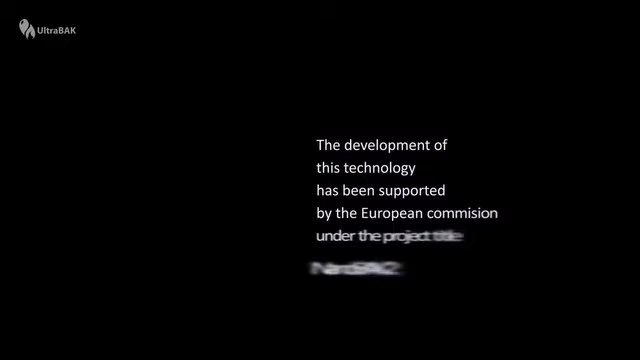 UltraBAK
The development of
this technology
has been supported
by the European commision
under the project title